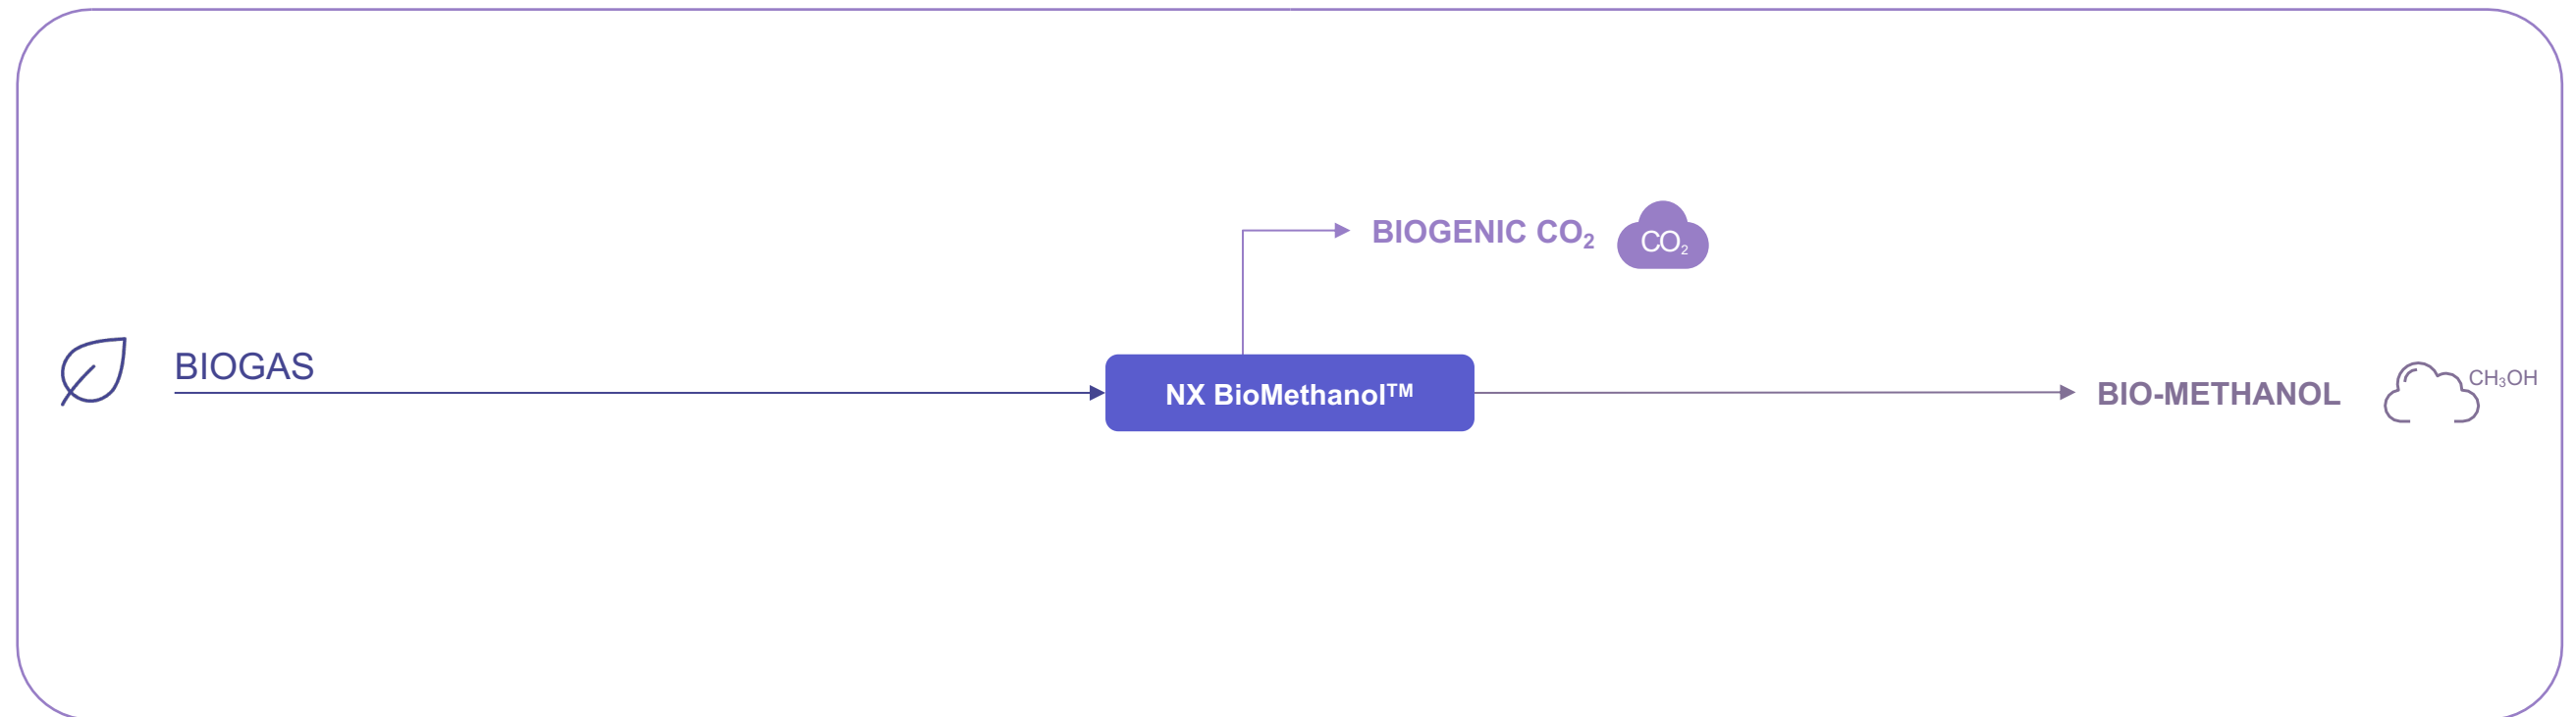 BIOGENIC CO₂
CO₂
BIOGAS
NX BioMethanol™
BIO-METHANOL
CH₃OH